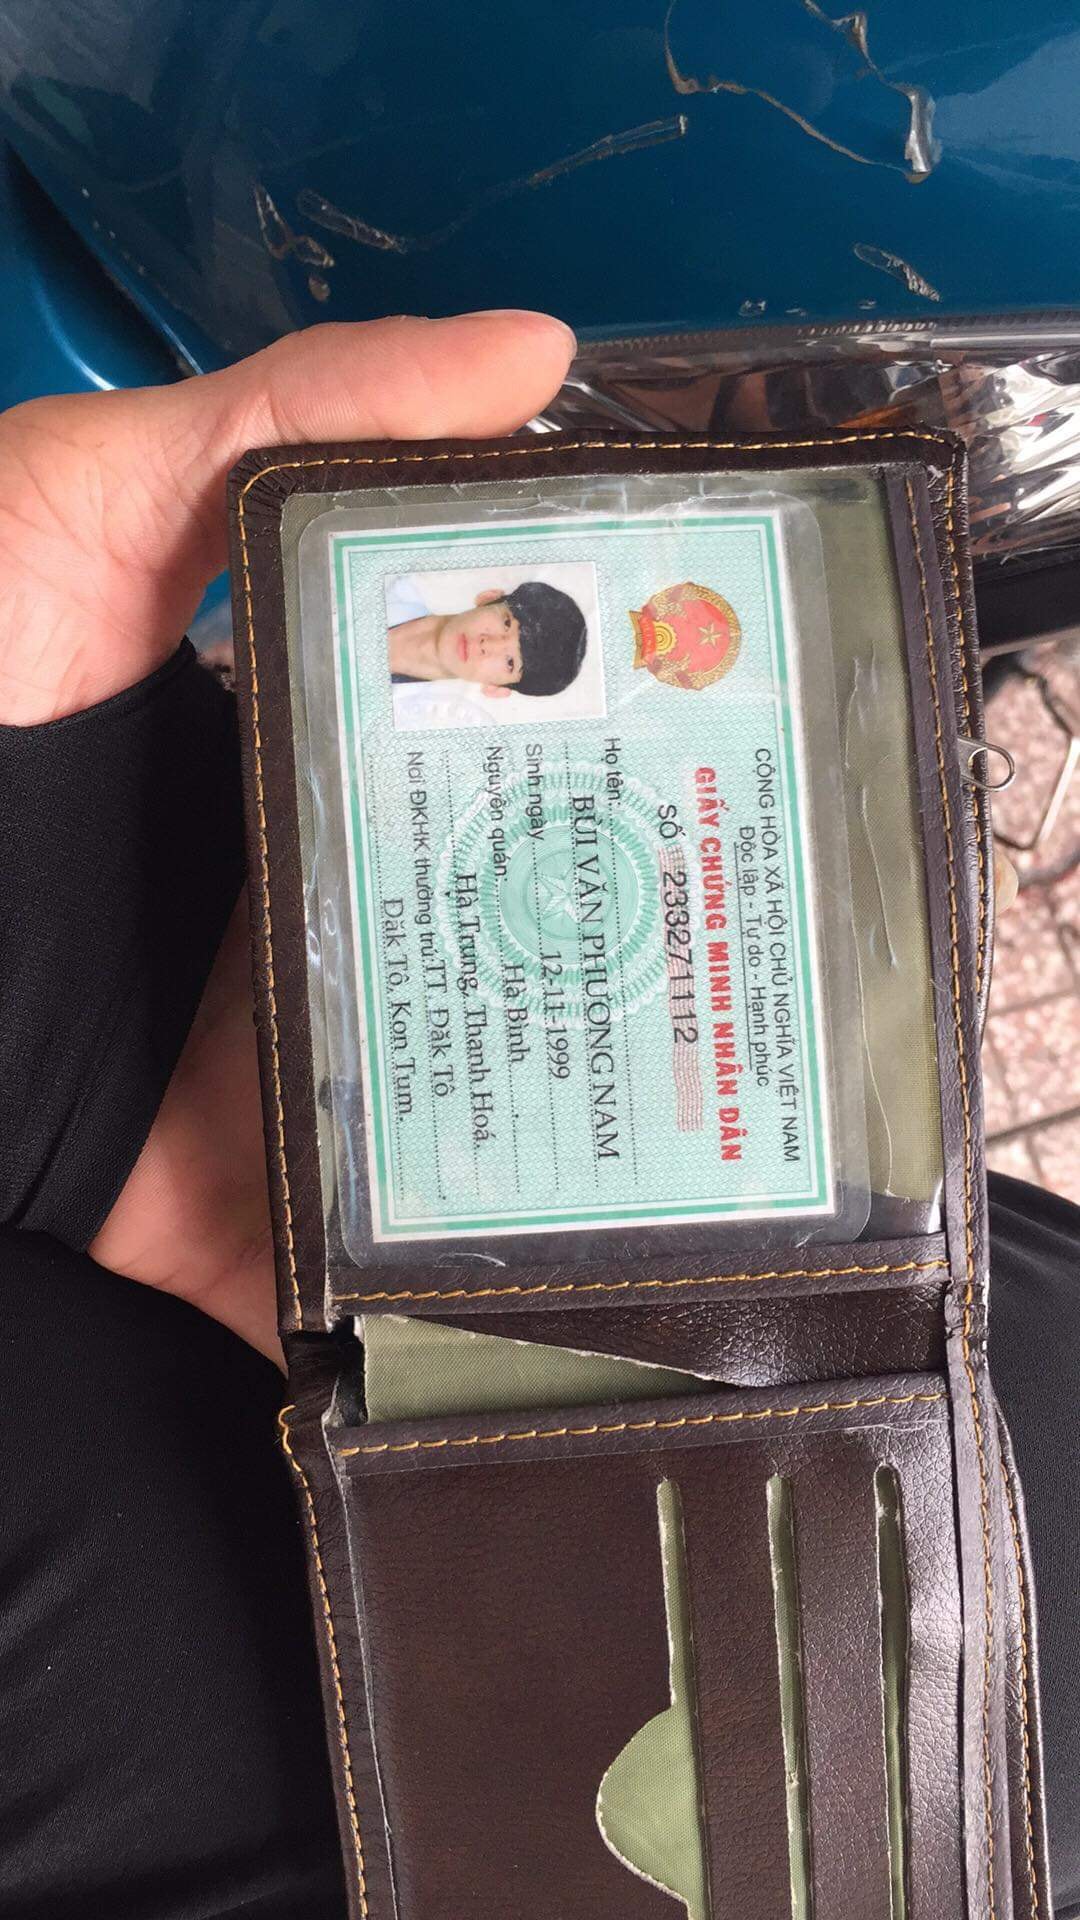 CỘNG HÒA XÃ HỘI CHỦ NGHĨA VIỆT NAM
Độc lập - Tự do - Hạnh phúc
GIẤY CHỨNG MINH NHÂN DÂN
SỐ 233271112
Họ tên:
BÙI VĂN PHƯƠNG NAM
Sinh ngày 12-11-1999
Nguyên quán Hà Bình
Hà Trung, Thanh Hoá.
Nơi ĐKHK thường trú: TT. Đăk Tô
Đăk Tô, Kon Tum.